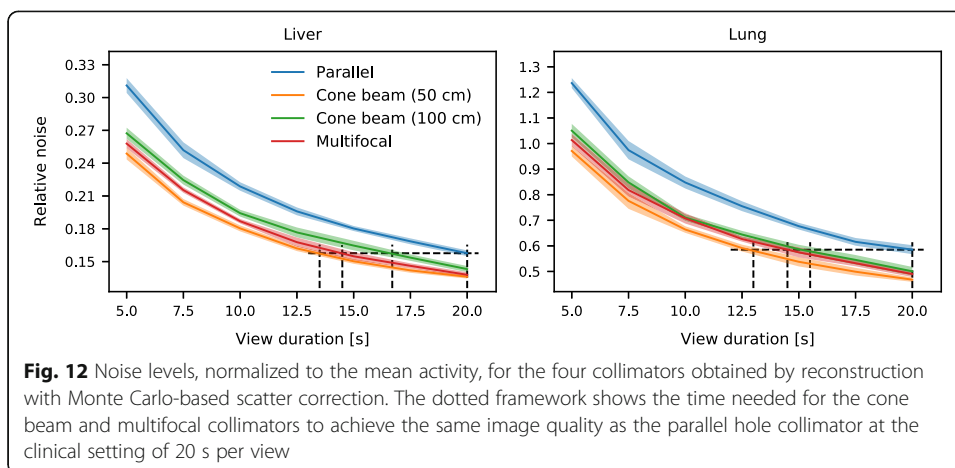 Liver
Lung
0.33
0.30
0.27
0.24
0.21
0.18
0.15
Relative noise
Parallel
Cone beam (50 cm)
Cone beam (100 cm)
Multifocal
5.0 7.5 10.0 12.5 15.0 17.5 20.0
View duration [s]
1.3
1.2
1.1
1.0
0.9
0.8
0.7
0.6
0.5
5.0 7.5 10.0 12.5 15.0 17.5 20.0
View duration [s]
Fig. 12 Noise levels, normalized to the mean activity, for the four collimators obtained by reconstruction
with Monte Carlo-based scatter correction. The dotted framework shows the time needed for the cone
beam and multifocal collimators to achieve the same image quality as the parallel hole collimator at the
clinical setting of 20 s per view